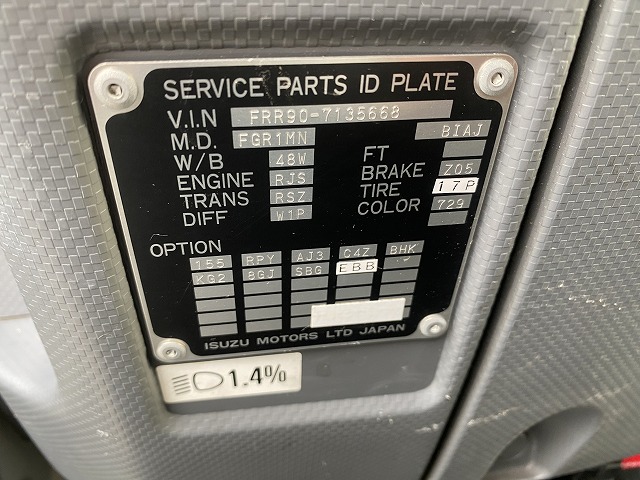 SERVICE PARTS ID PLATE
V.I.N FRR90-7135668
M.D. FGR1MN BIAJ
W/B 48W FT
ENGINE RJS BRAKE Z05
TRANS RSZ TIRE 17P
DIFF W1P COLOR 729
OPTION
155 RPY AJ3 C4Z BHK
KG2 8GJ SBG EBB
ISUZU MOTORS LTD JAPAN
1.4%